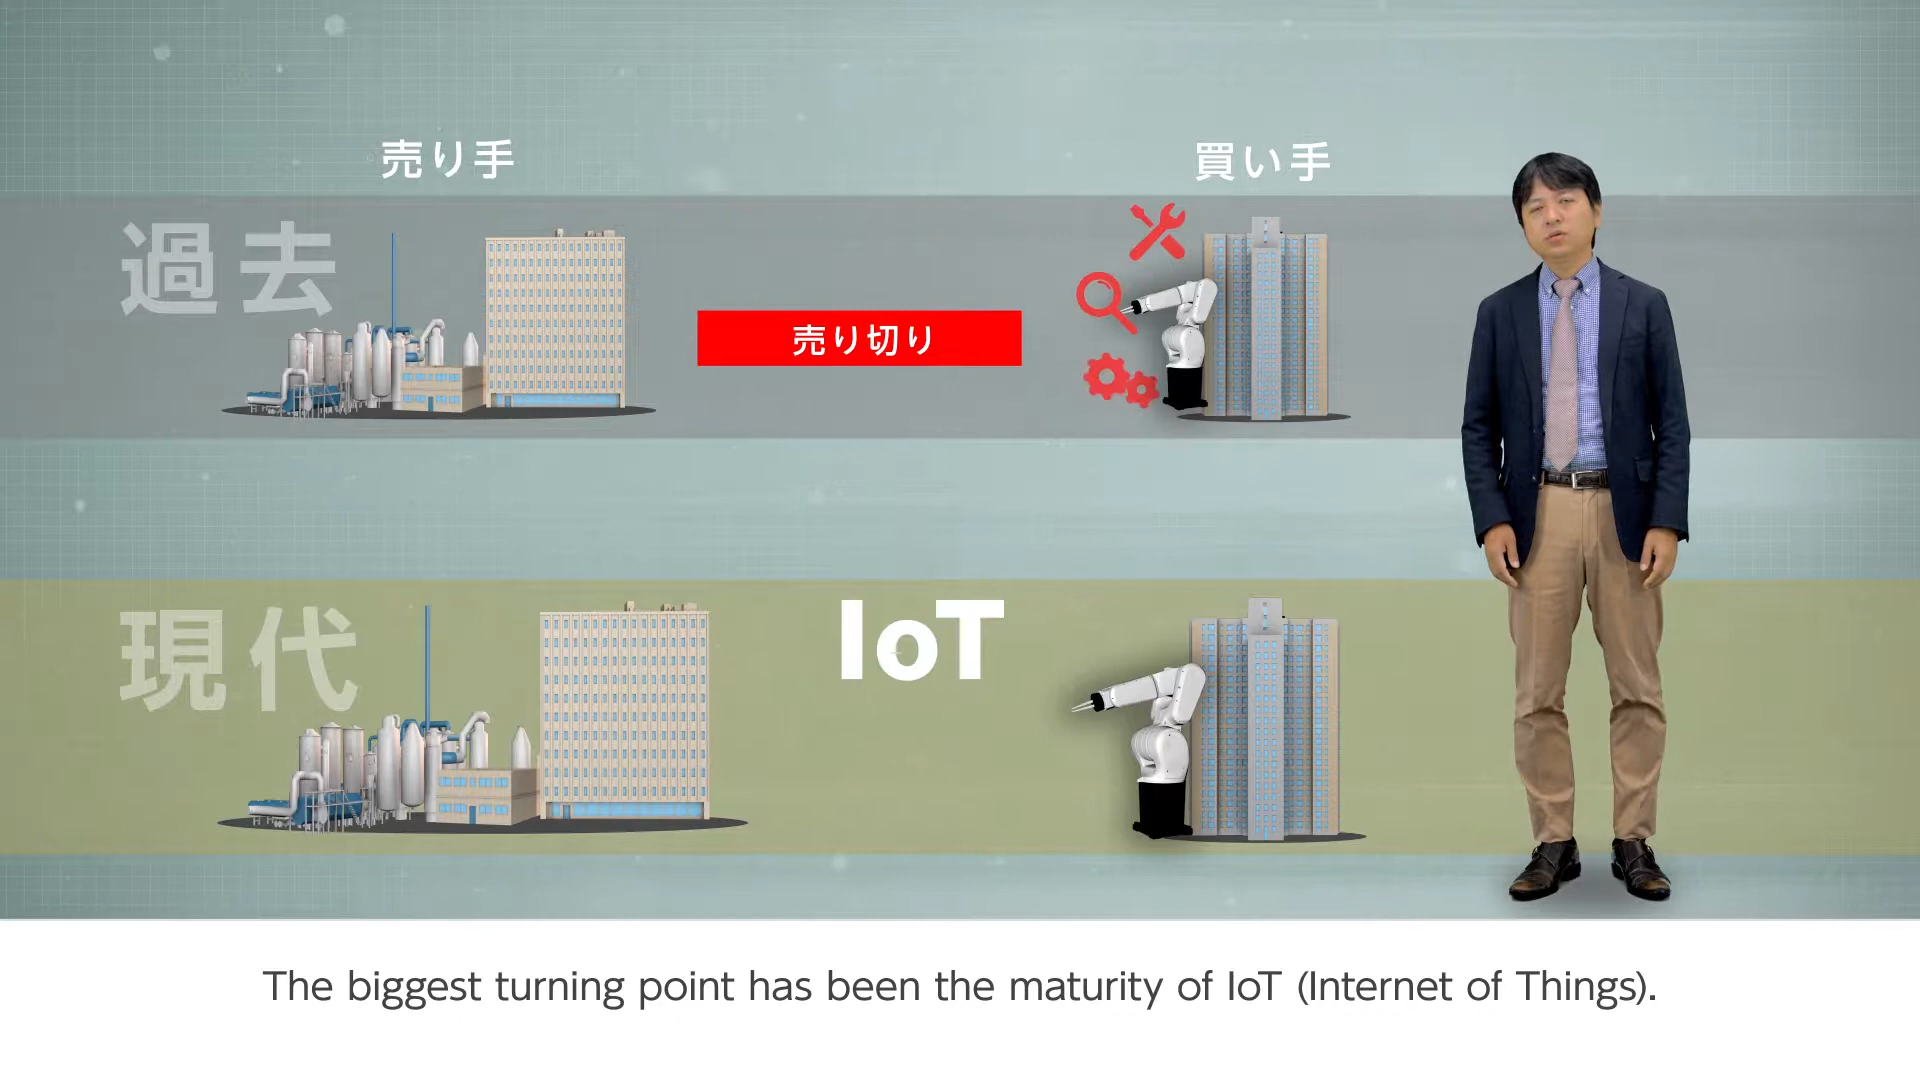 売り手
買い手
過去
売り切り
現代
IoT
The biggest turning point has been the maturity of IoT (Internet of Things).